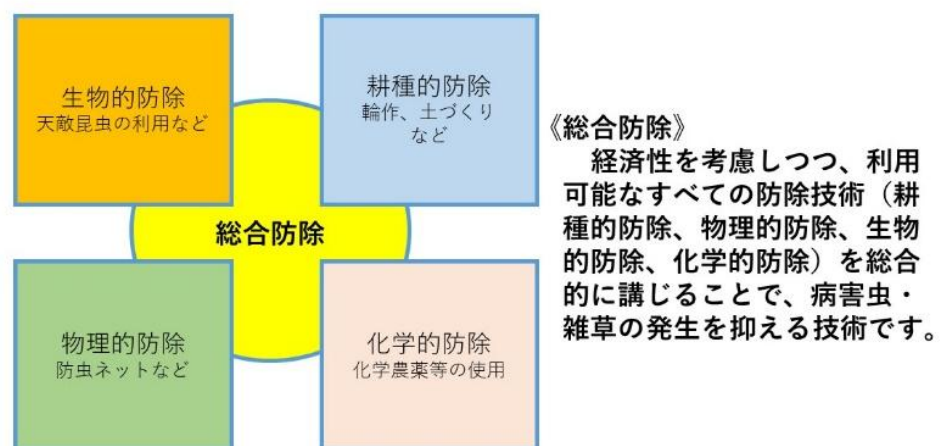 生物的防除
天敵昆虫の利用など
耕種的防除
輪作、土づくり
など
総合防除
物理的防除
防虫ネットなど
化学的防除
化学農薬等の使用
《総合防除》
経済性を考慮しつつ、利用
可能なすべての防除技術（耕
種的防除、物理的防除、生物
的防除、化学的防除）を総合
的に講じることで、病害虫・
雑草の発生を抑える技術です。